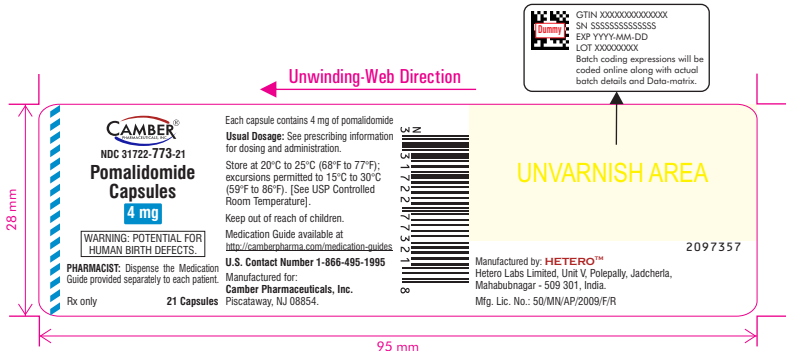 GTIN XXXXXXXXXXXXXX
SN SSSSSSSSSSSSSS
EXP YYYY-MM-DD
LOT XXXXXXXXX
Batch coding expressions will be
coded online along with actual
batch details and Data-matrix.
Dummy
Unwinding-Web Direction
CAMBER®
PHARMACEUTICALS, INC.
NDC 31722-773-21
Pomalidomide
Capsules
4 mg
WARNING: POTENTIAL FOR
HUMAN BIRTH DEFECTS.
PHARMACIST: Dispense the Medication
Guide provided separately to each patient.
Rx only 21 Capsules
Each capsule contains 4 mg of pomalidomide
Usual Dosage: See prescribing information
for dosing and administration.
Store at 20°C to 25°C (68°F to 77°F);
excursions permitted to 15°C to 30°C
(59°F to 86°F). [See USP Controlled
Room Temperature].
Keep out of reach of children.
Medication Guide available at
http://camberpharma.com/medication-guides
U.S. Contact Number 1-866-495-1995
Manufactured for:
Camber Pharmaceuticals, Inc.
Piscataway, NJ 08854.
N
3 31722 77321 8
UNVARNISH AREA
2097357
Manufactured by: HETERO™
Hetero Labs Limited, Unit V, Polepally, Jadcherla,
Mahabubnagar - 509 301, India.
Mfg. Lic. No.: 50/MN/AP/2009/F/R
28 mm
95 mm